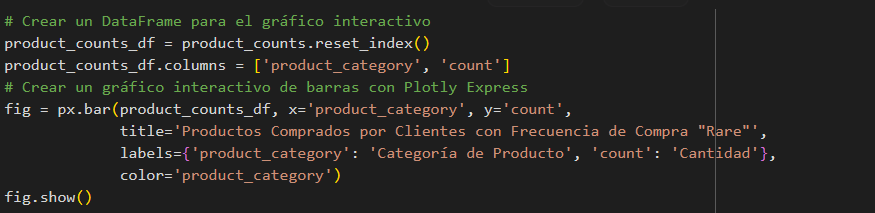 # Crear un DataFrame para el gráfico interactivo
product_counts_df = product_counts.reset_index()
product_counts_df.columns = ['product_category', 'count']
# Crear un gráfico interactivo de barras con Plotly Express
fig = px.bar(product_counts_df, x='product_category', y='count',
             title='Productos Comprados por Clientes con Frecuencia de Compra "Rare"',
             labels={'product_category': 'Categoría de Producto', 'count': 'Cantidad'},
             color='product_category')
fig.show()